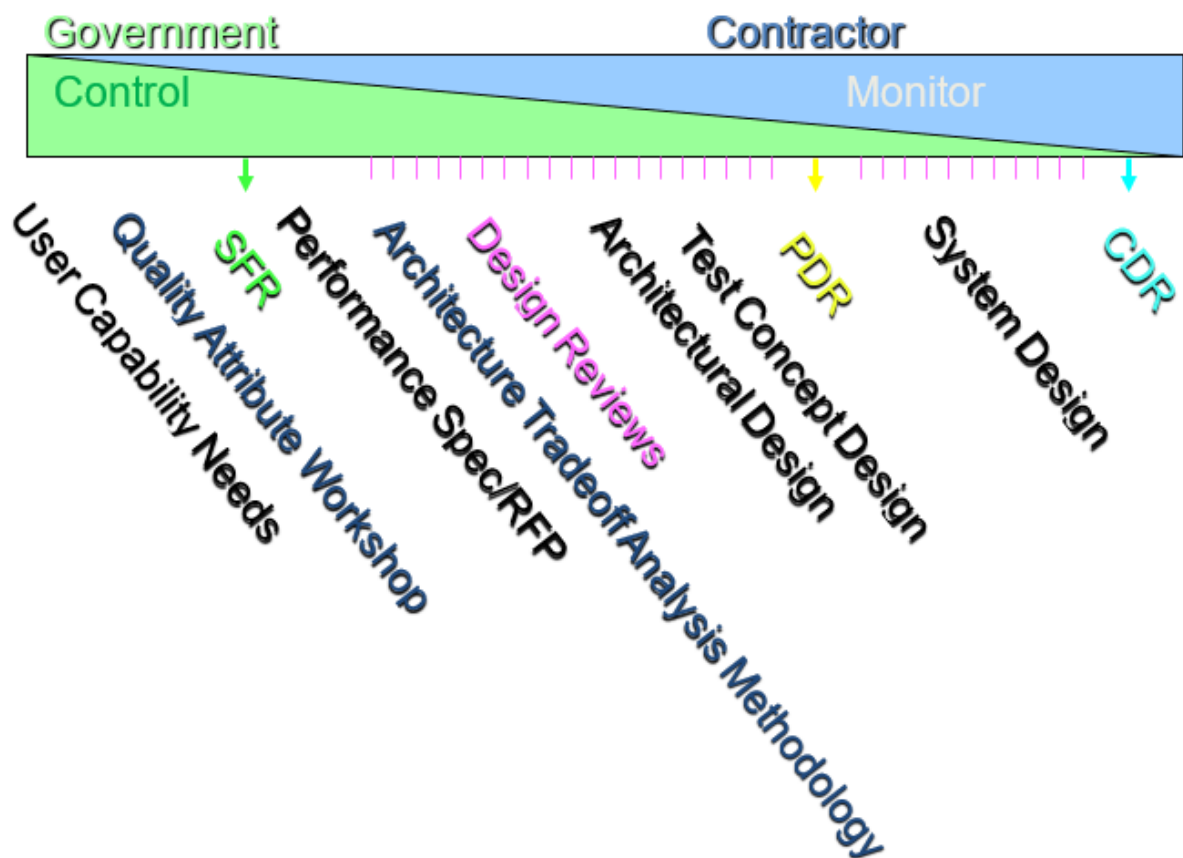 Government
Contractor
Control
Monitor
User Capability Needs
Quality Attribute Workshop
SFR
Performance Spec/RFP
Architecture Tradeoff Analysis Methodology
Design Reviews
Architectural Design
Test Concept Design
PDR
System Design
CDR